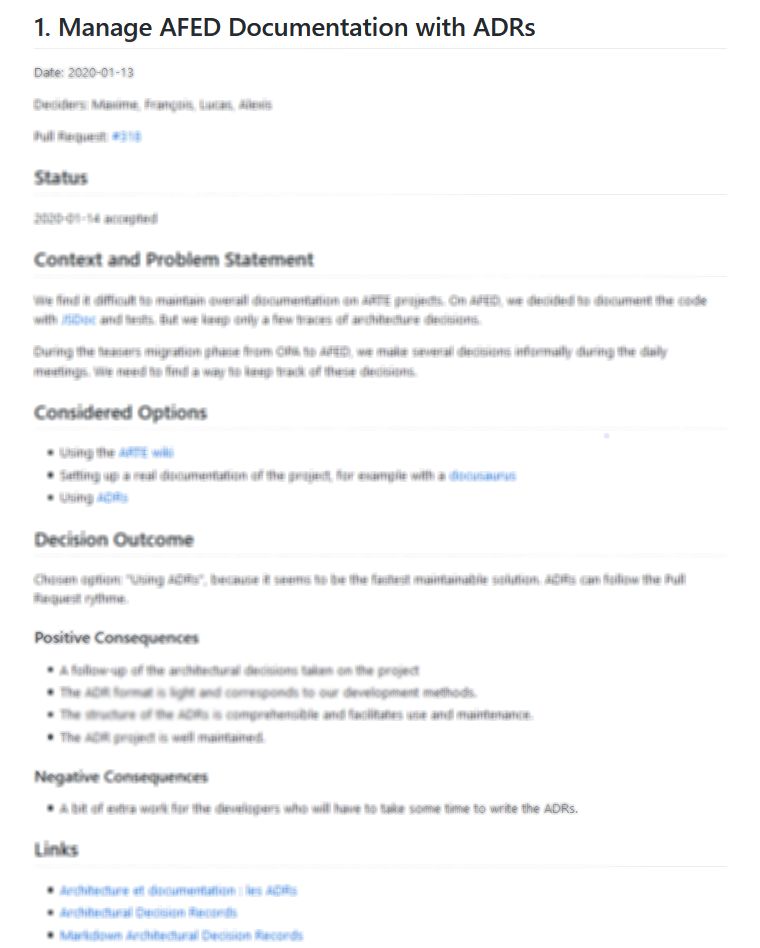 1. Manage AFED Documentation with ADRs
Date: 2020-01-13
Deciders: Maxime, François, Lucas, Alexis
Pull Request: #318
Status
2020-01-14 accepted
Context and Problem Statement
We find it difficult to maintain overall documentation on ARTE projects. On AFED, we decided to document the code
with JSDoc and tests. But we keep only a few traces of architecture decisions.
During the teasers migration phase from OPA to AFED, we make several decisions informally during the daily
meetings. We need to find a way to keep track of these decisions.
Considered Options
• Using the ARTE wiki
• Setting up a real documentation of the project, for example with a docusaurus
• Using ADRs
Decision Outcome
Chosen option: "Using ADRs", because it seems to be the fastest maintainable solution. ADRs can follow the Pull
Request rythme.
Positive Consequences
• A follow-up of the architectural decisions taken on the project
• The ADR format is light and corresponds to our development methods.
• The structure of the ADRs is comprehensible and facilitates use and maintenance.
• The ADR project is well maintained.
Negative Consequences
• A bit of extra work for the developers who will have to take some time to write the ADRs.
Links
• Architecture et documentation : les ADRs
• Architectural Decision Records
• Markdown Architectural Decision Records